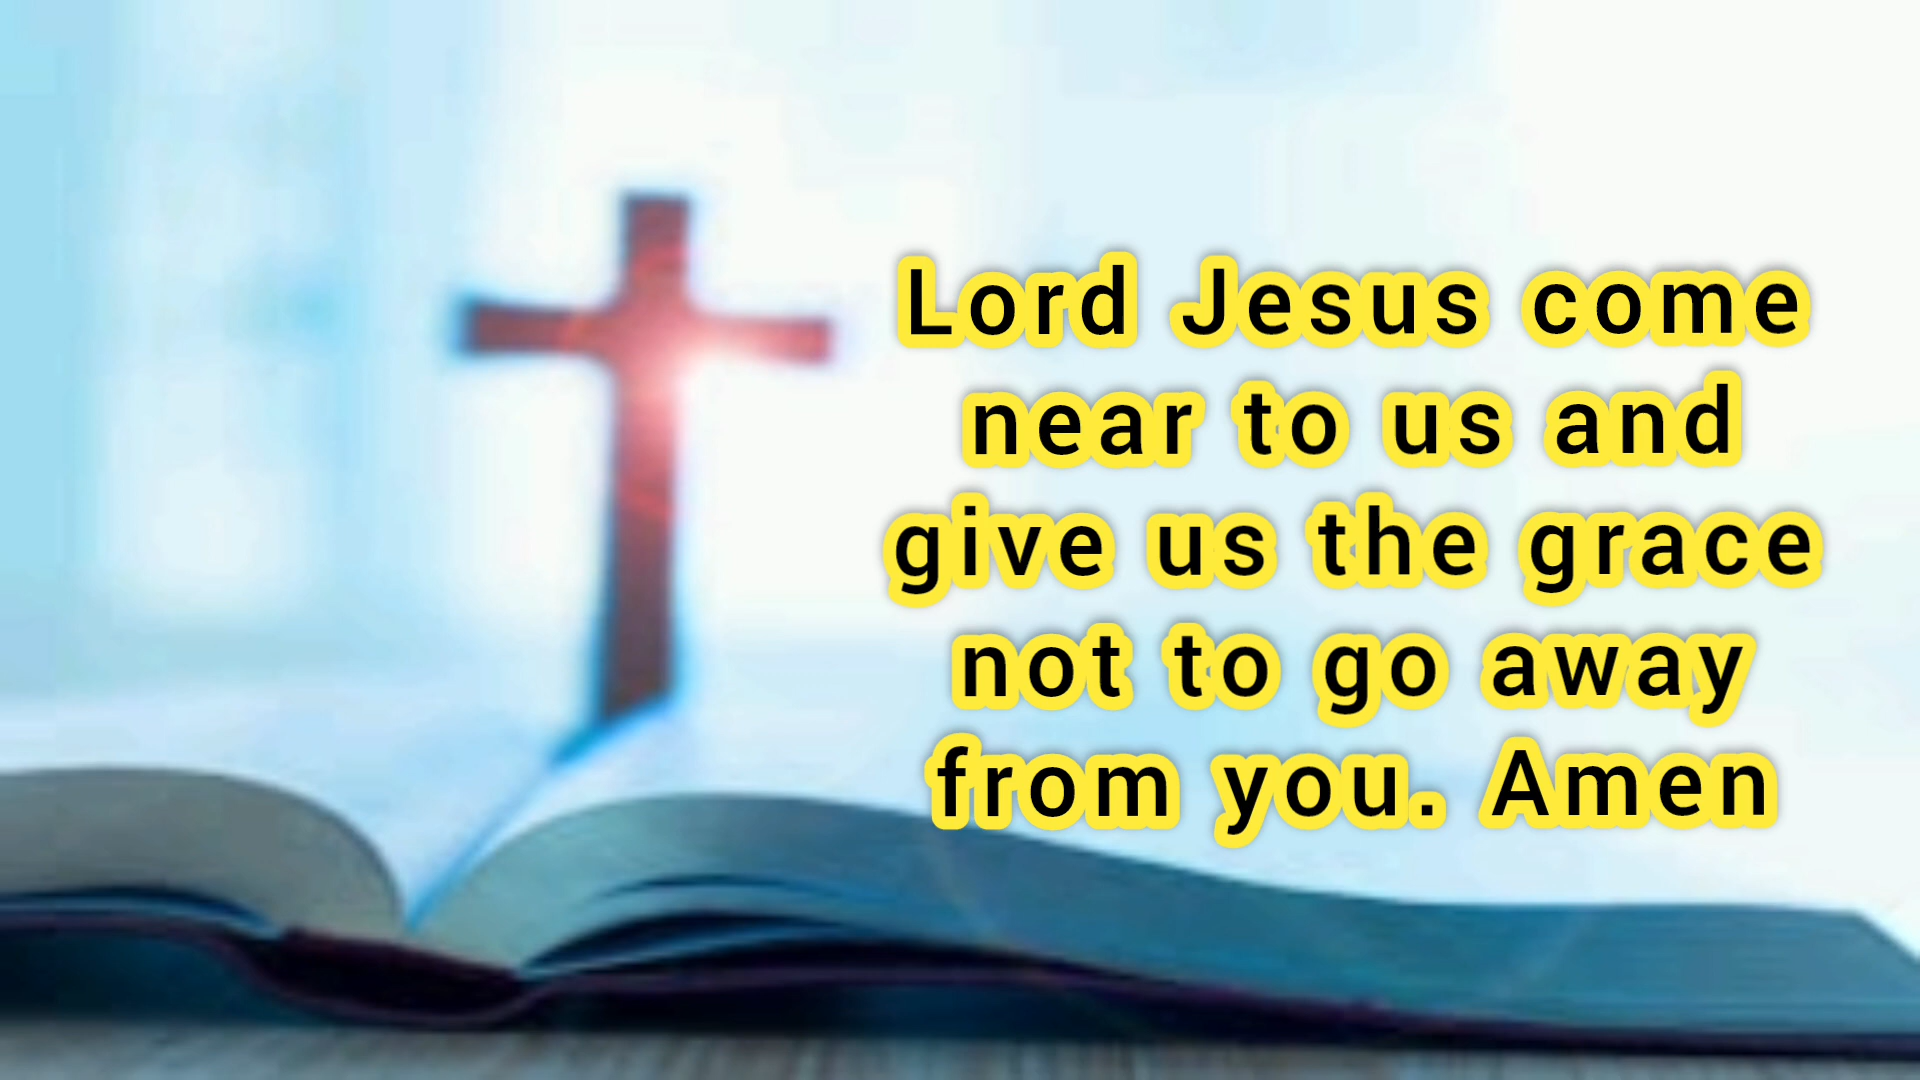 Lord Jesus come
near to us and
give us the grace
not to go away
from you. Amen